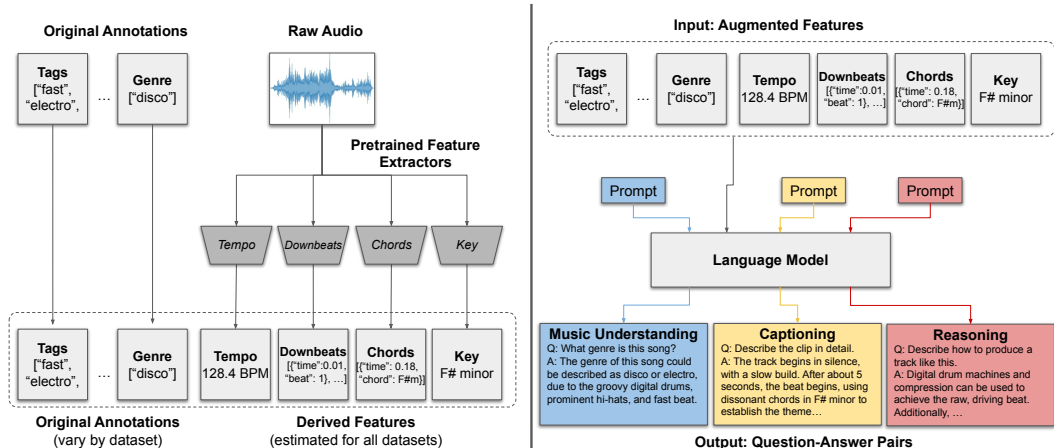 Original Annotations
Raw Audio
Tags
["fast",
"electro",
...
Genre
["disco"]
Pretrained Feature
Extractors
Tempo
Downbeats
Chords
Key
Tags
["fast",
"electro",
...
Genre
["disco"]
Tempo
128.4 BPM
Downbeats
[{"time":0.01,
"beat": 1}, ...]
Chords
[{"time": 0.18,
"chord": F#m}]
Key
F# minor
Original Annotations
(vary by dataset)
Derived Features
(estimated for all datasets)
Input: Augmented Features
Tags
["fast",
"electro",
...
Genre
["disco"]
Tempo
128.4 BPM
Downbeats
[{"time":0.01,
"beat": 1}, ...]
Chords
[{"time": 0.18,
"chord": F#m}]
Key
F# minor
Prompt
Prompt
Prompt
Language Model
Music Understanding
Q: What genre is this song?
A: The genre of this song could
be described as disco or electro,
due to the groovy digital drums,
prominent hi-hats, and fast beat.
Captioning
Q: Describe the clip in detail.
A: The track begins in silence,
with a slow build. After about 5
seconds, the beat begins, using
dissonant chords in F# minor to
establish the theme...
Reasoning
Q: Describe how to produce a
track like this.
A: Digital drum machines and
compression can be used to
achieve the raw, driving beat.
Additionally, ...
Output: Question-Answer Pairs